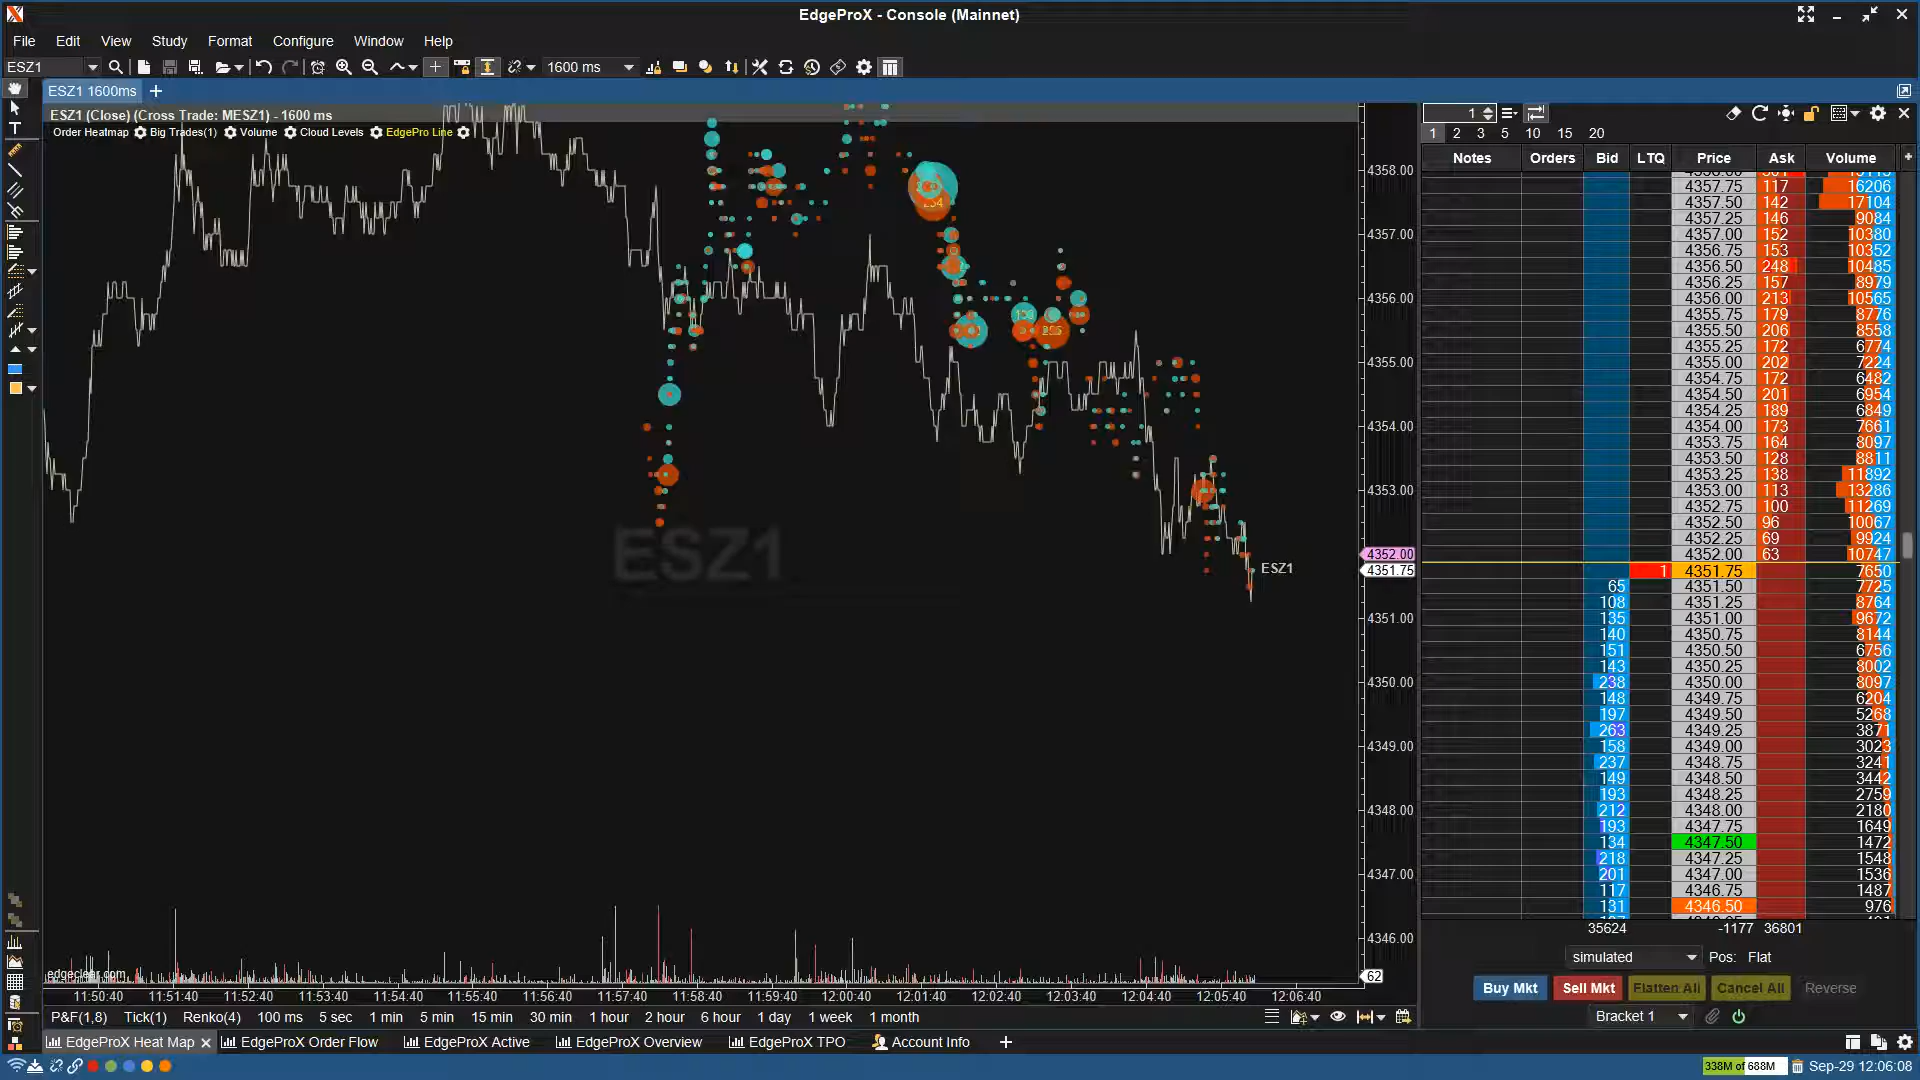 EdgeProX - Console (Mainnet)
File Edit View Study Format Configure Window Help
ESZ1 1600 ms
ESZ1 1600ms
ESZ1 (Close) (Cross Trade: MESZ1) - 1600 ms
Order Heatmap Big Trades(1) Volume Cloud Levels EdgePro Line
1
1 2 3 5 10 15 20
Notes Orders Bid LTQ Price Ask Volume
4357.75 117 16206
4357.50 142 17104
4357.25 146 9084
4357.00 152 10380
4356.75 153 10352
4356.50 248 10485
4356.25 157 8979
4356.00 213 10565
4355.75 179 8776
4355.50 206 8558
4355.25 172 6774
4355.00 202 7224
4354.75 172 6482
4354.50 201 6954
4354.25 189 6849
4354.00 173 7661
4353.75 164 8097
4353.50 128 8811
4353.25 138 11892
4353.00 113 13286
4352.75 100 11269
4352.50 96 10067
4352.25 69 9924
4352.00 63 10747
1 4351.75 7650
65 4351.50 7725
108 4351.25 8764
135 4351.00 9672
140 4350.75 8144
151 4350.50 6756
143 4350.25 8002
238 4350.00 8097
148 4349.75 6204
197 4349.50 5268
263 4349.25 3871
158 4349.00 3023
237 4348.75 3241
149 4348.50 3442
193 4348.25 2759
212 4348.00 2180
193 4347.75 1649
134 4347.50 1472
218 4347.25 1548
201 4347.00 1536
117 4346.75 1487
131 4346.50 976
35624 -1177 36801
4358.00
4357.00
4356.00
4355.00
4354.00
4353.00
4352.00
4351.75
4351.00
4350.00
4349.00
4348.00
4347.00
4346.00
62
ESZ1
ESZ1
edgeclear.com
11:50:40 11:51:40 11:52:40 11:53:40 11:54:40 11:55:40 11:56:40 11:57:40 11:58:40 11:59:40 12:00:40 12:01:40 12:02:40 12:03:40 12:04:40 12:05:40 12:06:40
simulated Pos: Flat
Buy Mkt Sell Mkt Flatten All Cancel All Reverse
Bracket 1
P&F(1,8) Tick(1) Renko(4) 100 ms 5 sec 1 min 5 min 15 min 30 min 1 hour 2 hour 6 hour 1 day 1 week 1 month
EdgeProX Heat Map EdgeProX Order Flow EdgeProX Active EdgeProX Overview EdgeProX TPO Account Info
338M of 688M Sep-29 12:06:08